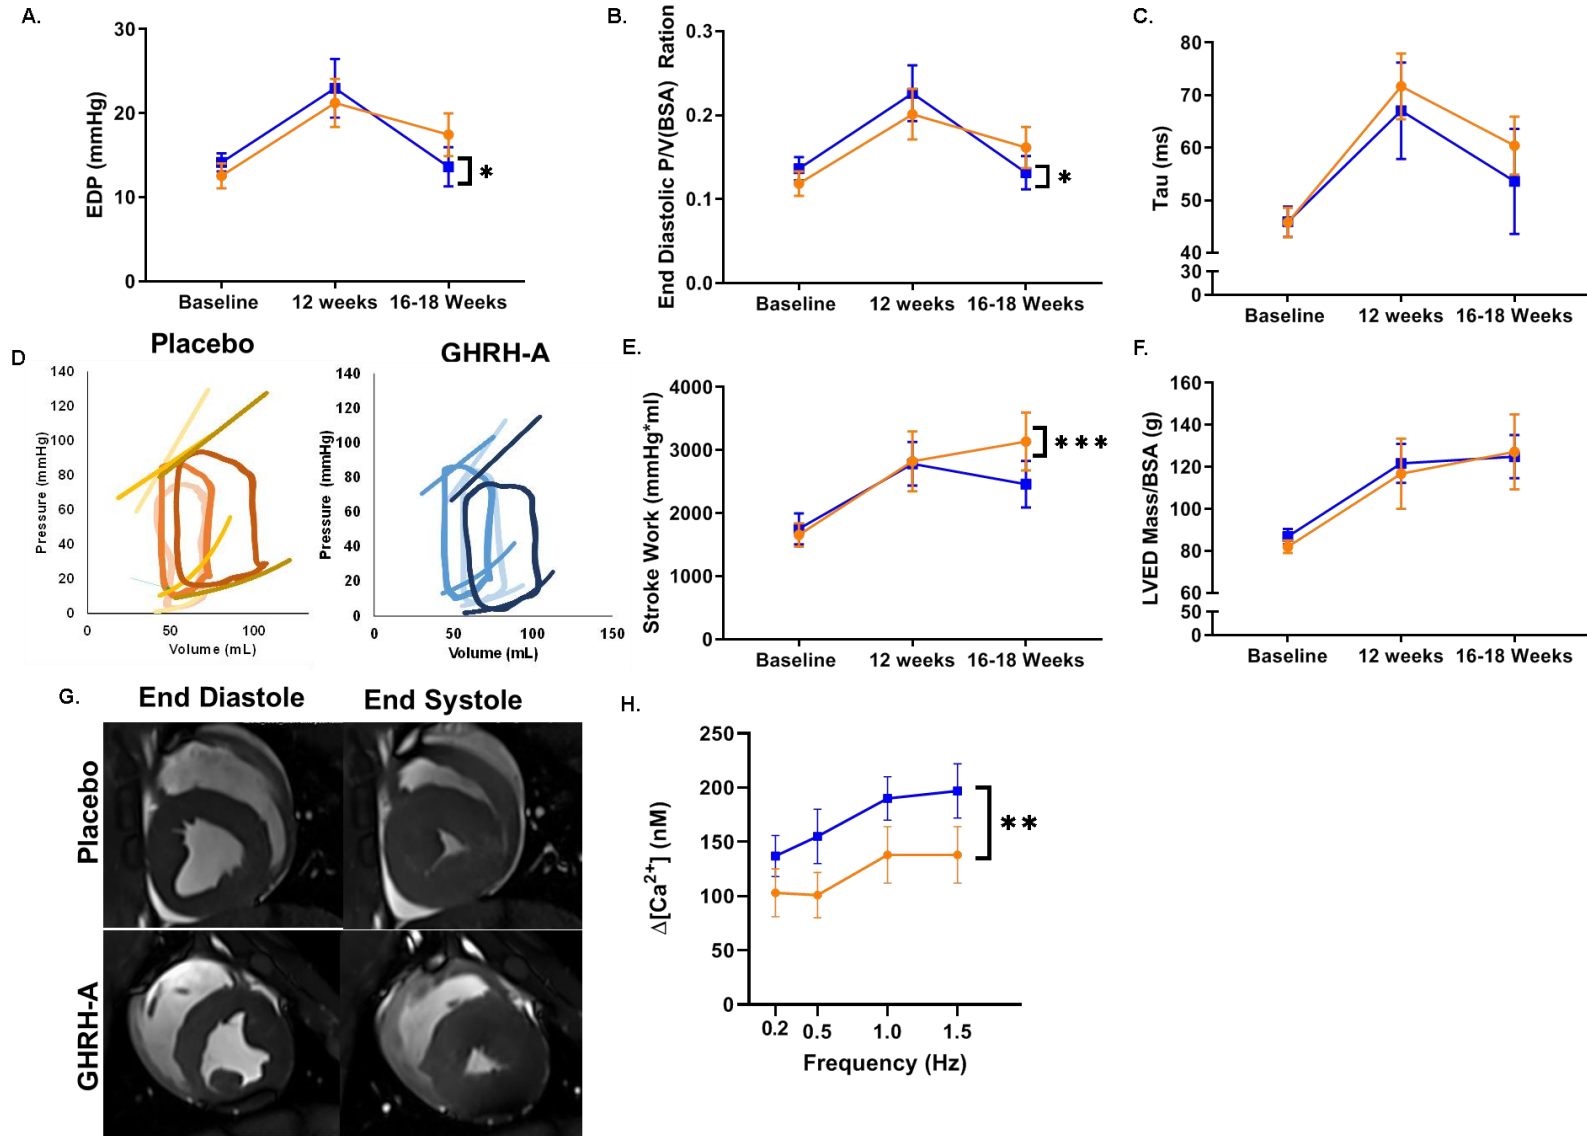 A.
30
20
10
0
EDP (mmHg)
Baseline
12 weeks
16-18 Weeks
*
B.
0.3
0.2
0.1
0.0
End Diastolic P/V(BSA) Ration
Baseline
12 weeks
16-18 Weeks
*
C.
80
70
60
50
40
30
0
Tau (ms)
Baseline
12 weeks
16-18 Weeks
D
Placebo
140
120
100
80
60
40
20
0
Pressure (mmHg)
0
50
100
Volume (mL)
GHRH-A
140
120
100
80
60
40
20
0
Pressure (mmHg)
0
50
100
150
Volume (mL)
E.
4000
3000
2000
1000
0
Stroke Work (mmHg*ml)
Baseline
12 weeks
16-18 Weeks
***
F.
160
140
120
100
80
60
50
0
LVED Mass/BSA (g)
Baseline
12 weeks
16-18 Weeks
G.
End Diastole
End Systole
Placebo
GHRH-A
H.
250
200
150
100
50
0
Δ[Ca2+] (nM)
0.2
0.5
1.0
1.5
Frequency (Hz)
**